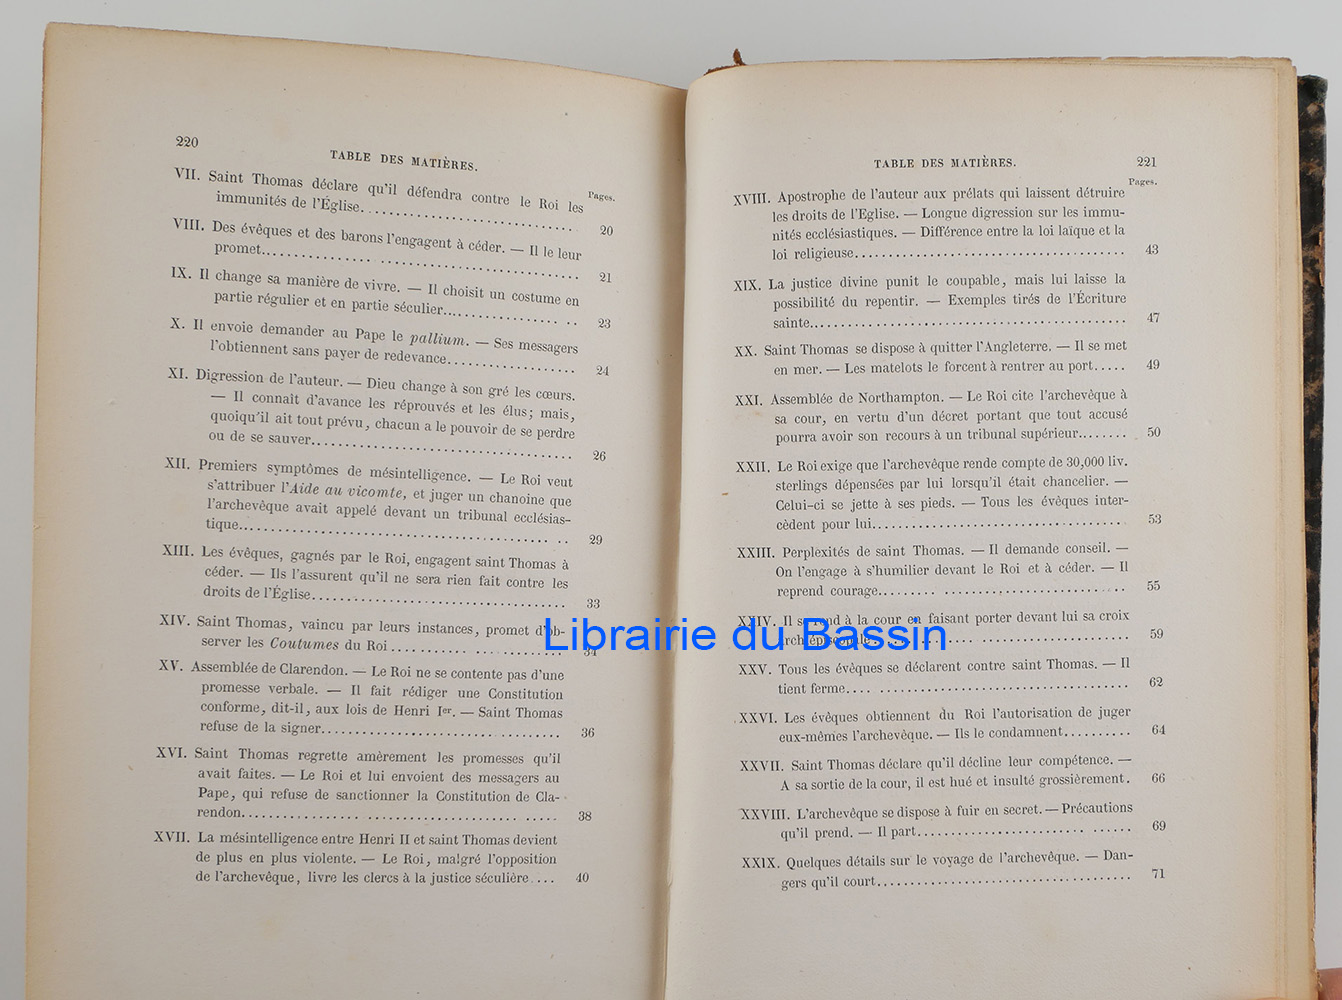 220
TABLE DES MATIÈRES.
Pages.
VII. Saint Thomas déclare qu'il défendra contre le Roi les
immunités de l'Église.............................. 20
VIII. Des évêques et des barons l'engagent à céder. — Il le leur
promet.............................. 21
IX. Il change sa manière de vivre. — Il choisit un costume en
partie régulier et en partie séculier.................... 23
X. Il envoie demander au Pape le pallium. — Ses messagers
l'obtiennent sans payer de redevance.................... 24
XI. Digression de l'auteur. — Dieu change à son gré les cœurs.
— Il connaît d'avance les réprouvés et les élus; mais,
quoiqu'il ait tout prévu, chacun a le pouvoir de se perdre
ou de se sauver.............................. 26
XII. Premiers symptômes de mésintelligence. — Le Roi veut
s'attribuer l'Aide au vicomte, et juger un chanoine que
l'archevêque avait appelé devant un tribunal ecclésias-
tique.............................. 29
XIII. Les évêques, gagnés par le Roi, engagent saint Thomas à
céder. — Ils l'assurent qu'il ne sera rien fait contre les
droits de l'Église.............................. 33
XIV. Saint Thomas, vaincu par leurs instances, promet d'ob-
server les Coutumes du Roi.................... 34
XV. Assemblée de Clarendon. — Le Roi ne se contente pas d'une
promesse verbale. — Il fait rédiger une Constitution
conforme, dit-il, aux lois de Henri Ier. — Saint Thomas
refuse de la signer.............................. 36
XVI. Saint Thomas regrette amèrement les promesses qu'il
avait faites. — Le Roi et lui envoient des messagers au
Pape, qui refuse de sanctionner la Constitution de Cla-
rendon.............................. 38
XVII. La mésintelligence entre Henri II et saint Thomas devient
de plus en plus violente. — Le Roi, malgré l'opposition
de l'archevêque, livre les clercs à la justice séculière.... 40
TABLE DES MATIÈRES. 221
Pages.
XVIII. Apostrophe de l'auteur aux prélats qui laissent détruire
les droits de l'Eglise. — Longue digression sur les immu-
nités ecclésiastiques. — Différence entre la loi laïque et la
loi religieuse.............................. 43
XIX. La justice divine punit le coupable, mais lui laisse la
possibilité du repentir. — Exemples tirés de l'Écriture
sainte.............................. 47
XX. Saint Thomas se dispose à quitter l'Angleterre. — Il se met
en mer. — Les matelots le forcent à rentrer au port..... 49
XXI. Assemblée de Northampton. — Le Roi cite l'archevêque à
sa cour, en vertu d'un décret portant que tout accusé
pourra avoir son recours à un tribunal supérieur........ 50
XXII. Le Roi exige que l'archevêque rende compte de 30,000 liv.
sterlings dépensées par lui lorsqu'il était chancelier. —
Celui-ci se jette à ses pieds. — Tous les évêques inter-
cèdent pour lui.............................. 53
XXIII. Perplexités de saint Thomas. — Il demande conseil. —
On l'engage à s'humilier devant le Roi et à céder. — Il
reprend courage.............................. 55
XXIV. Il se rend à la cour en faisant porter devant lui sa croix
archiépiscopale.............................. 59
Librairie du Bassin
XXV. Tous les évêques se déclarent contre saint Thomas. — Il
tient ferme.............................. 62
XXVI. Les évêques obtiennent du Roi l'autorisation de juger
eux-mêmes l'archevêque. — Ils le condamnent.......... 64
XXVII. Saint Thomas déclare qu'il décline leur compétence. —
A sa sortie de la cour, il est hué et insulté grossièrement. 66
XXVIII. L'archevêque se dispose à fuir en secret. — Précautions
qu'il prend. — Il part.............................. 69
XXIX. Quelques détails sur le voyage de l'archevêque. — Dan-
gers qu'il court.............................. 71